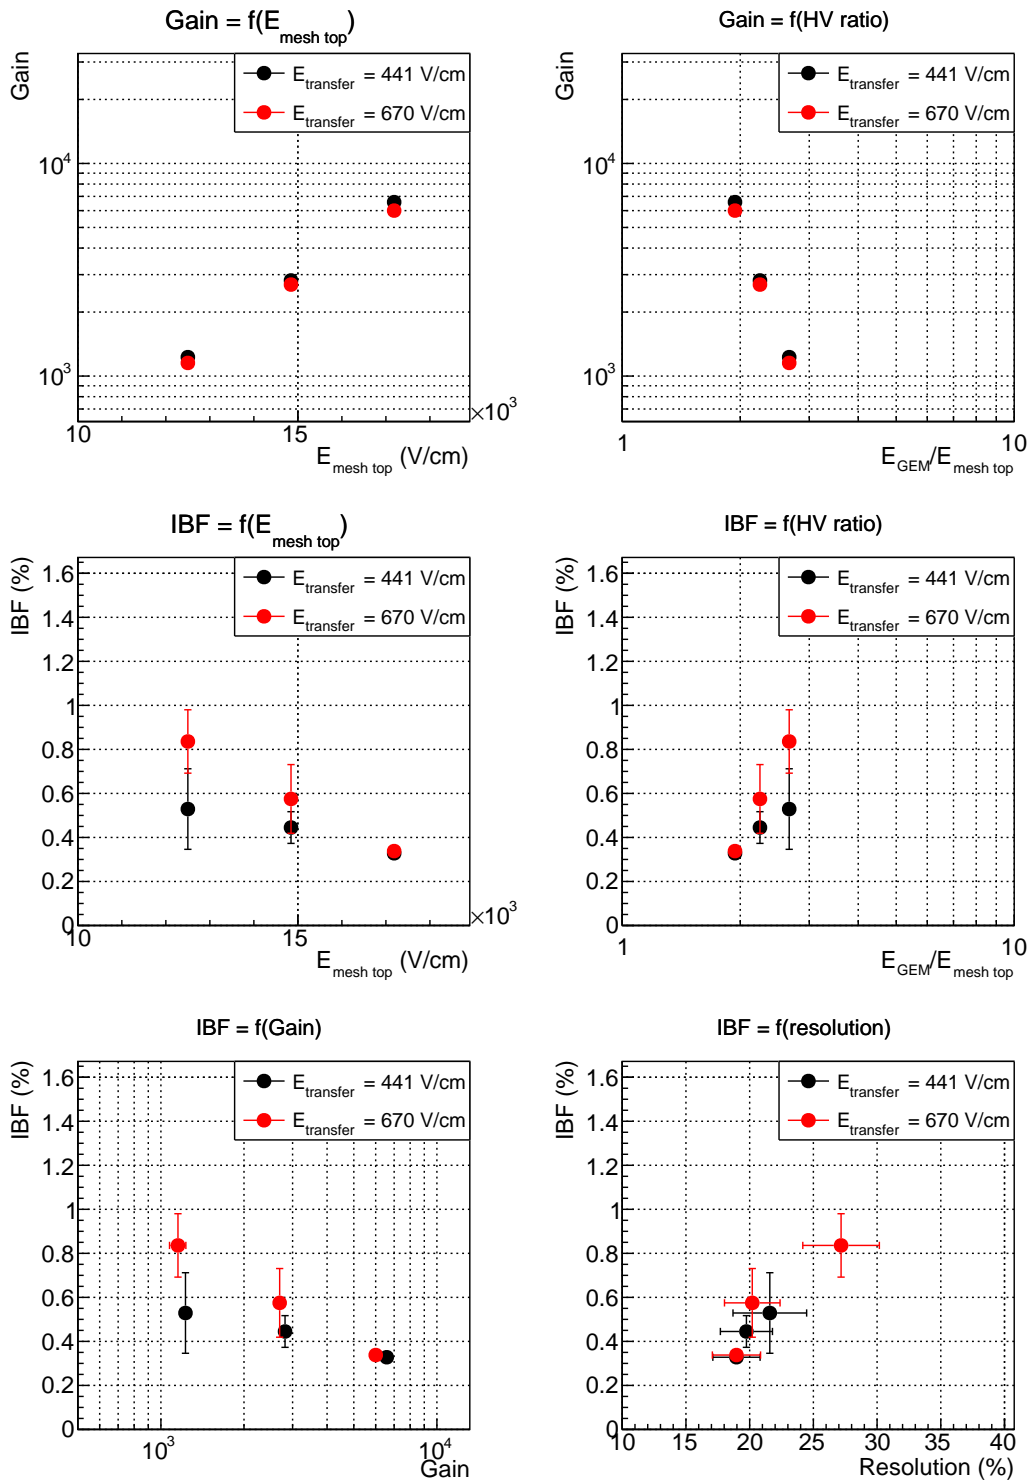 Gain = f(E mesh top)
Gain
E transfer = 441 V/cm
E transfer = 670 V/cm
10^4
10^3
10
15
×10^3
E mesh top (V/cm)
Gain = f(HV ratio)
Gain
E transfer = 441 V/cm
E transfer = 670 V/cm
10^4
10^3
1
10
E GEM/E mesh top
IBF = f(E mesh top)
IBF (%)
E transfer = 441 V/cm
E transfer = 670 V/cm
1.6
1.4
1.2
1
0.8
0.6
0.4
0.2
0
10
15
×10^3
E mesh top (V/cm)
IBF = f(HV ratio)
IBF (%)
E transfer = 441 V/cm
E transfer = 670 V/cm
1.6
1.4
1.2
1
0.8
0.6
0.4
0.2
0
1
10
E GEM/E mesh top
IBF = f(Gain)
IBF (%)
E transfer = 441 V/cm
E transfer = 670 V/cm
1.6
1.4
1.2
1
0.8
0.6
0.4
0.2
0
10^3
10^4
Gain
IBF = f(resolution)
IBF (%)
E transfer = 441 V/cm
E transfer = 670 V/cm
1.6
1.4
1.2
1
0.8
0.6
0.4
0.2
0
10 15 20 25 30 35 40
Resolution (%)